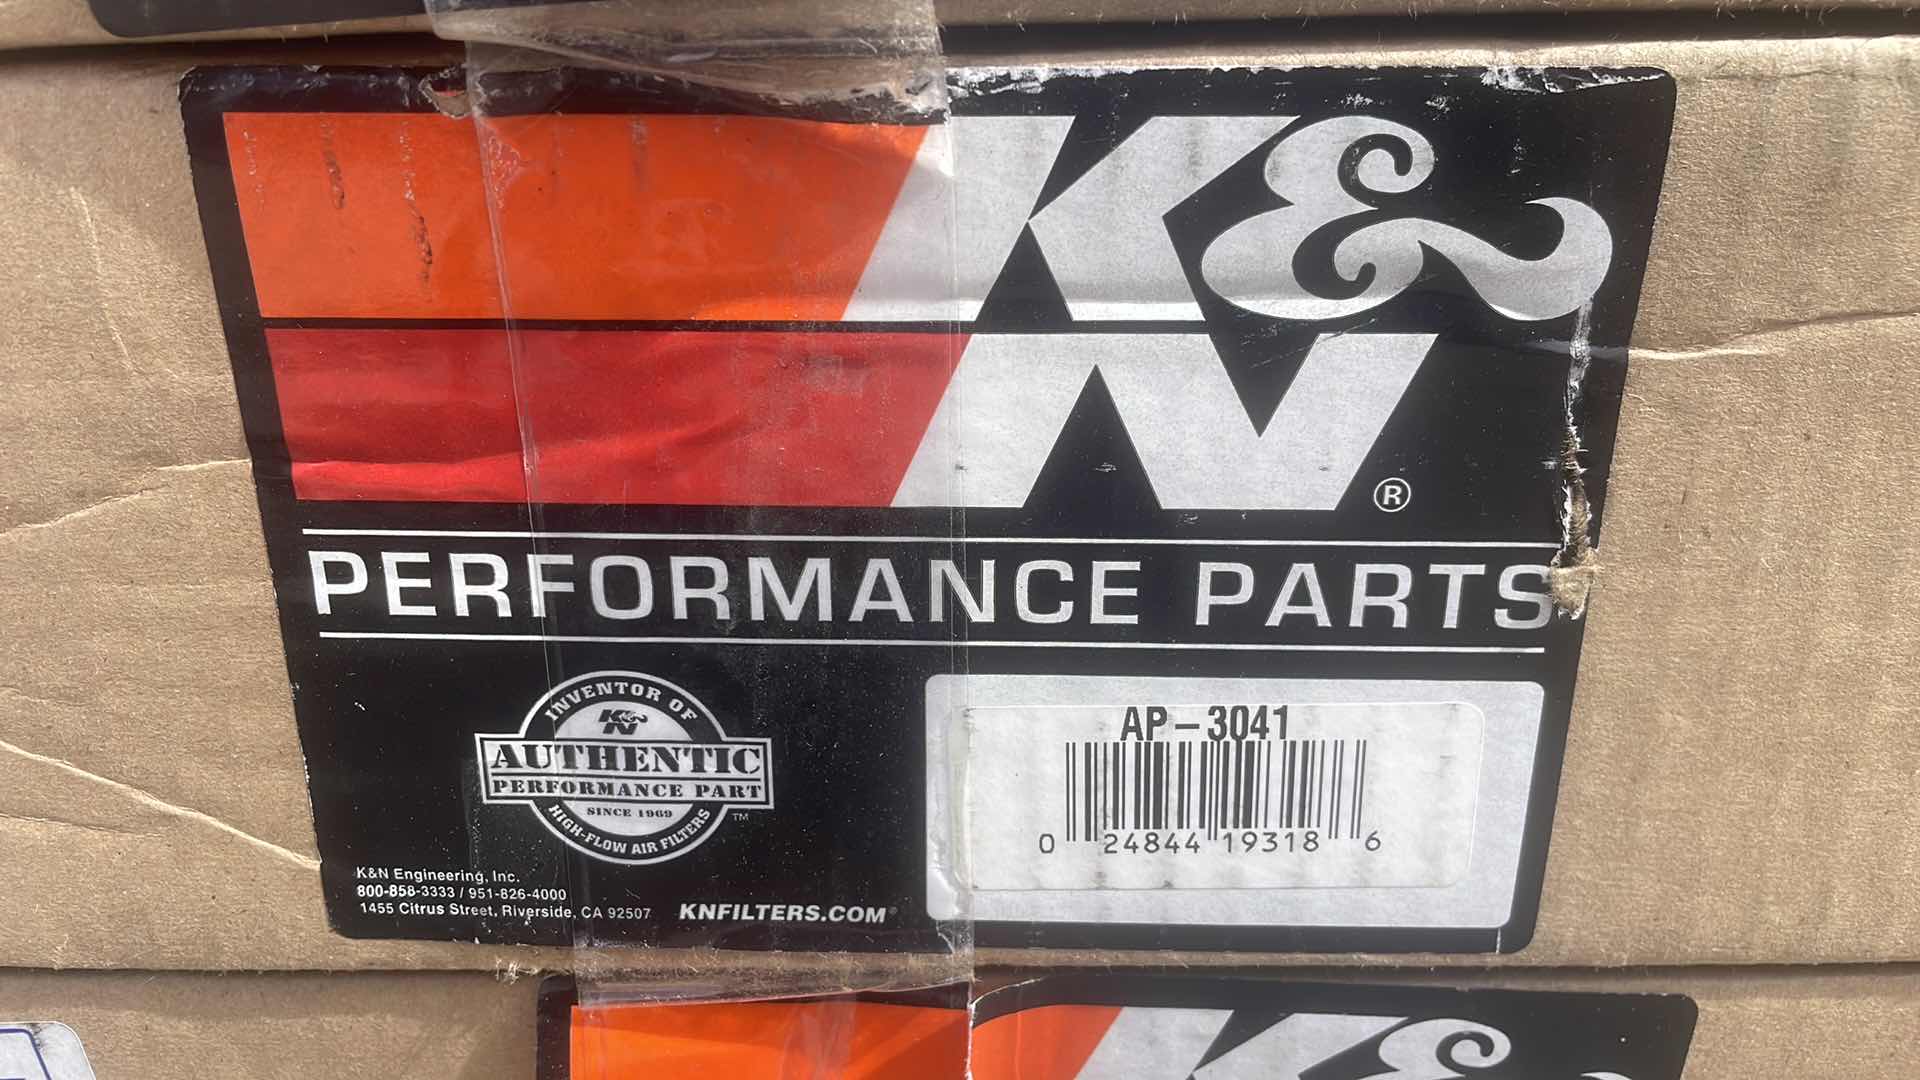 K&
N®
PERFORMANCE PARTS
INVENTOR OF
K&N
AUTHENTIC
PERFORMANCE PART
SINCE 1969
HIGH-FLOW AIR FILTERS
™
AP-3041
0 24844 19318 6
K&N Engineering, Inc.
800-858-3333 / 951-826-4000
1455 Citrus Street, Riverside, CA 92507
KNFILTERS.COM®
K&